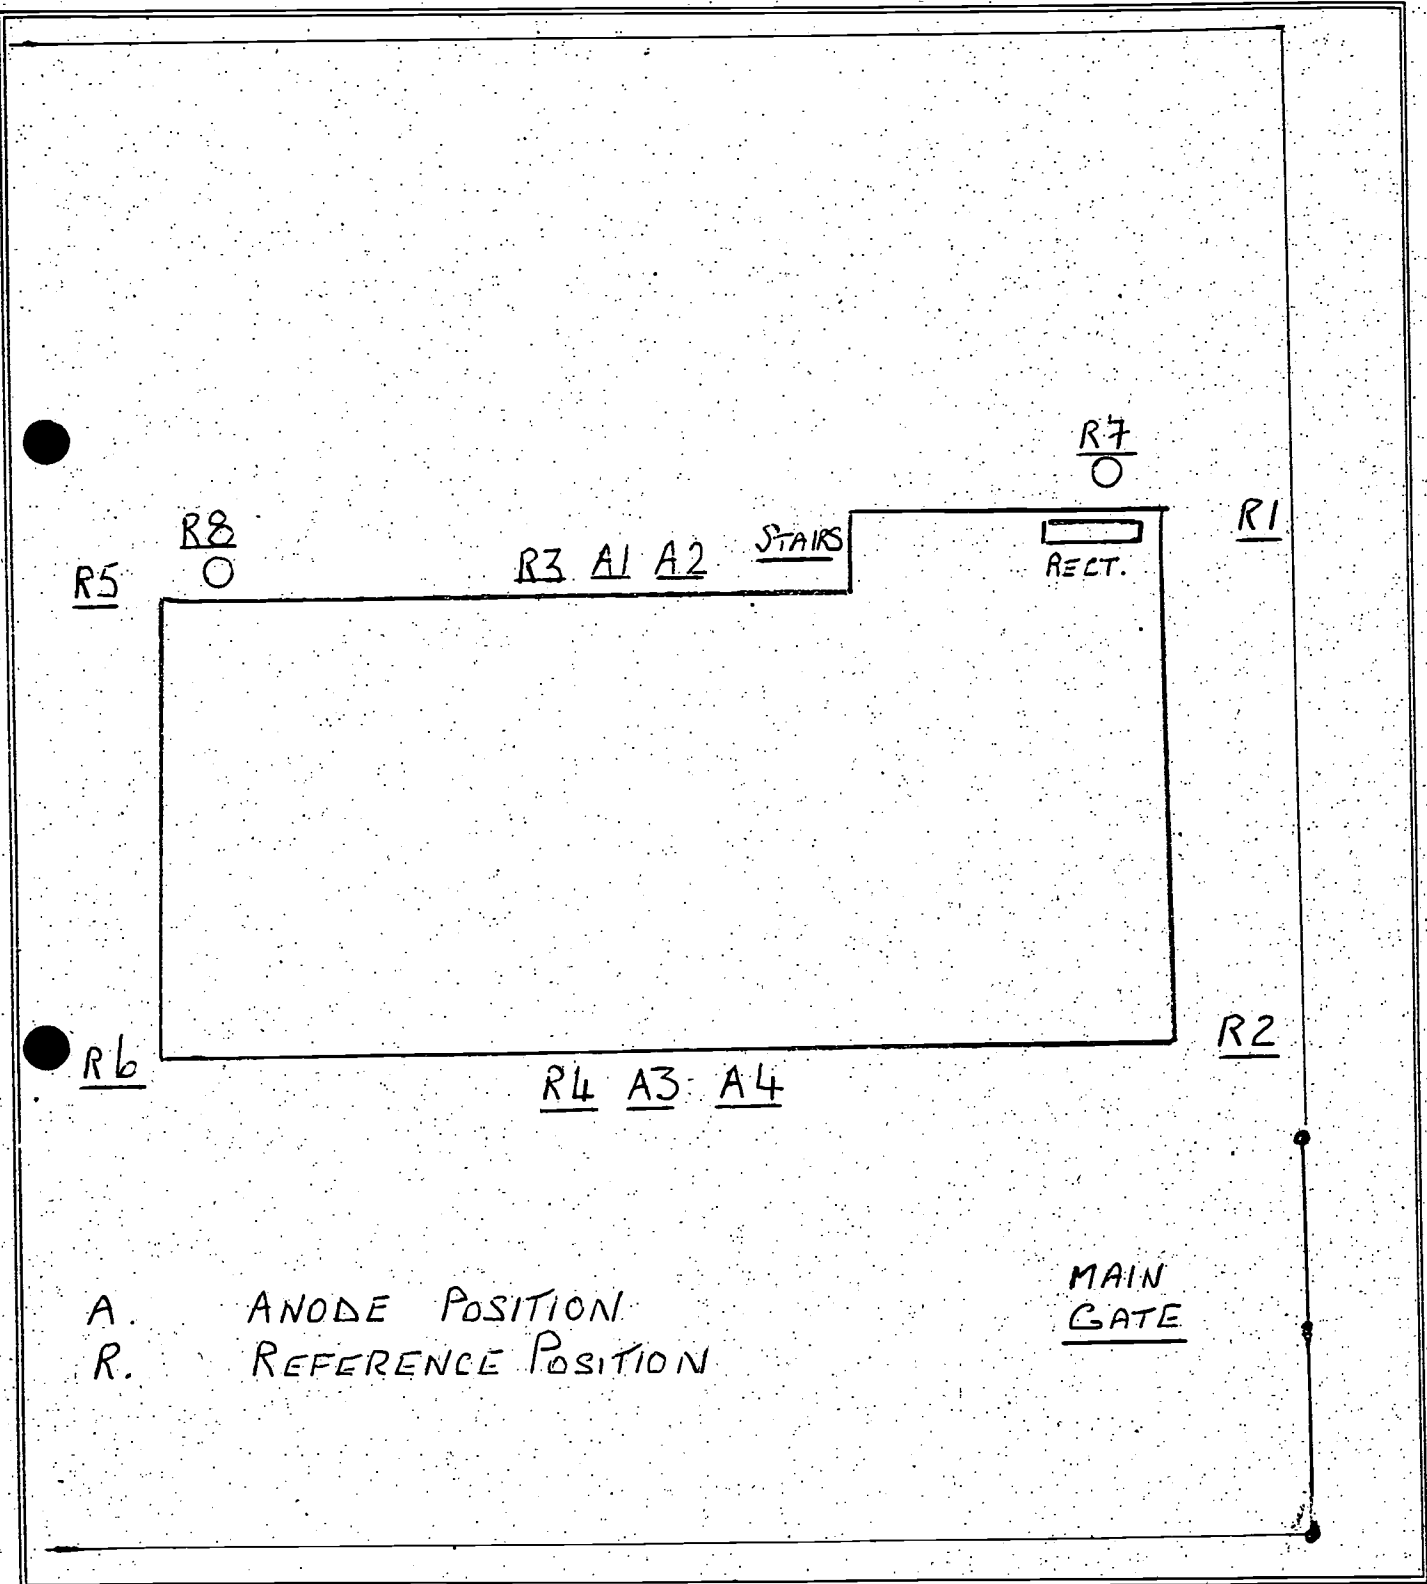 R7
R1
R8
STAIRS
R3 A1 A2
RECT.
R5
R2
R6
R4 A3 A4
MAIN
GATE
A. ANODE POSITION
R. REFERENCE POSITION